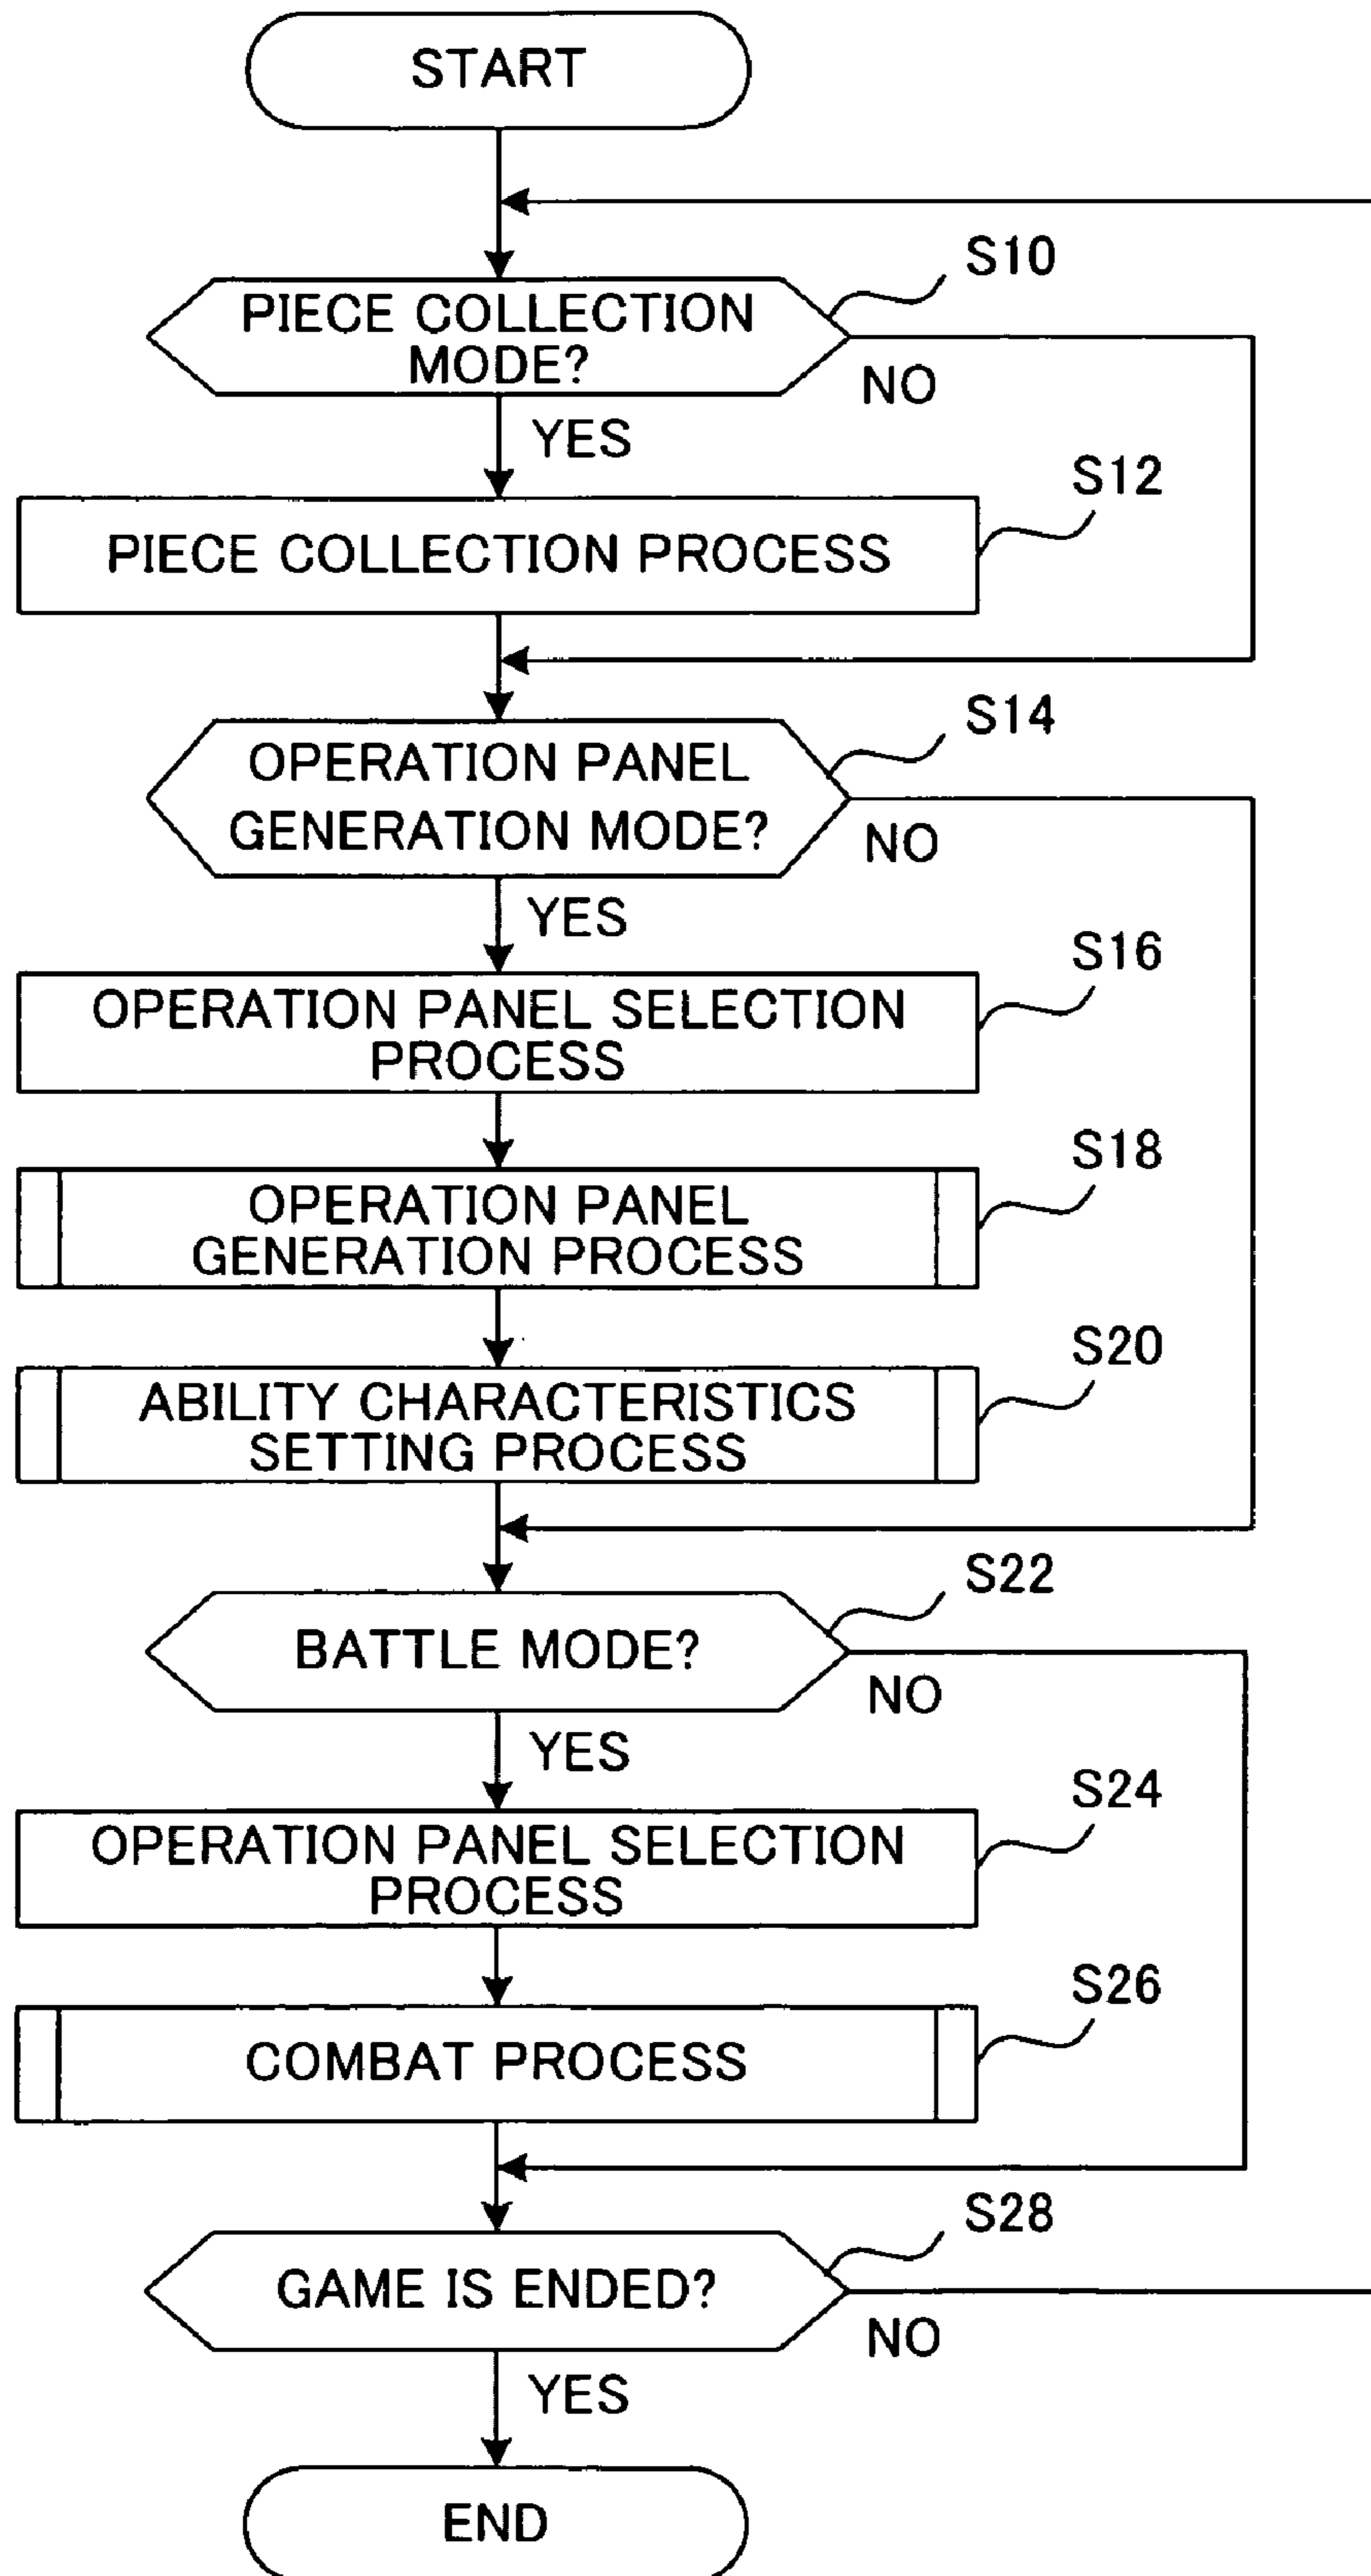 START
S10
PIECE COLLECTION
MODE?
NO
YES
S12
PIECE COLLECTION PROCESS
S14
OPERATION PANEL
GENERATION MODE?
NO
YES
S16
OPERATION PANEL SELECTION
PROCESS
S18
OPERATION PANEL
GENERATION PROCESS
S20
ABILITY CHARACTERISTICS
SETTING PROCESS
S22
BATTLE MODE?
NO
YES
S24
OPERATION PANEL SELECTION
PROCESS
S26
COMBAT PROCESS
S28
GAME IS ENDED?
NO
YES
END